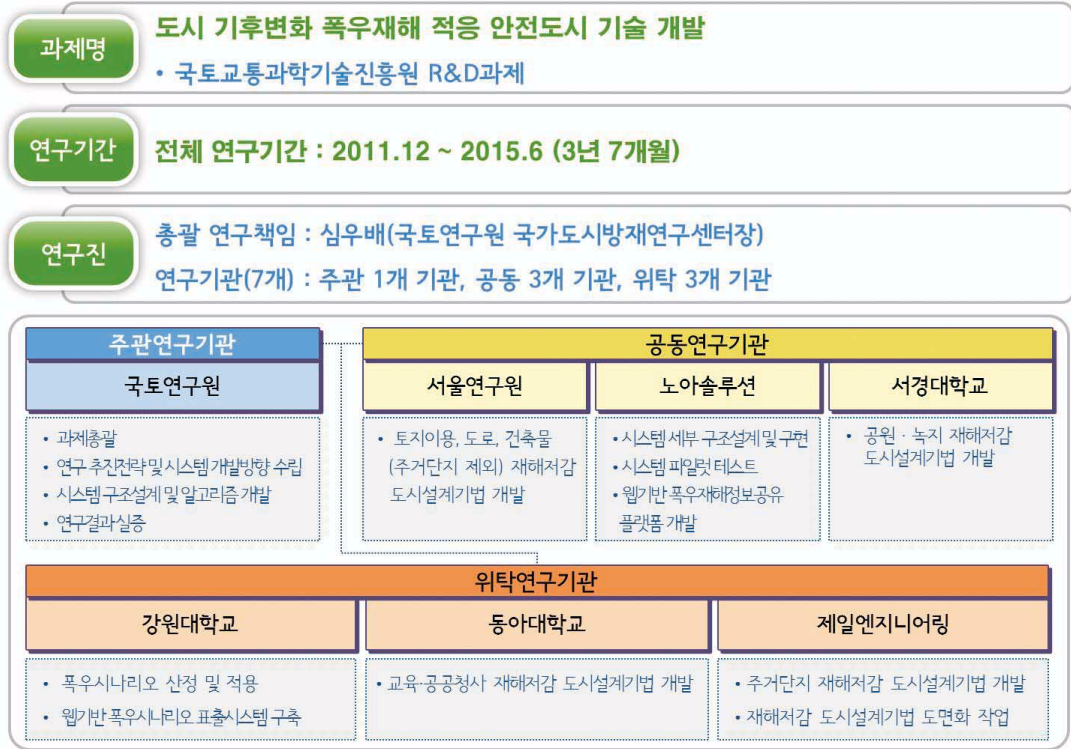 과제명
도시 기후변화 폭우재해 적응 안전도시 기술 개발
• 국토교통과학기술진흥원 R&D과제
연구기간
전체 연구기간 : 2011.12 ~ 2015.6 (3년 7개월)
연구진
총괄 연구책임 : 심우배(국토연구원 국가도시방재연구센터장)
연구기관(7개) : 주관 1개 기관, 공동 3개 기관, 위탁 3개 기관
주관연구기관
국토연구원
• 과제총괄
• 연구 추진전략 및 시스템 개발방향 수립
• 시스템 구조설계 및 알고리즘 개발
• 연구결과 실증
공동연구기관
서울연구원
• 토지이용, 도로, 건축물
(주거단지 제외) 재해저감
도시설계기법 개발
노아솔루션
• 시스템 세부 구조설계 및 구현
• 시스템 파일럿 테스트
• 웹기반 폭우재해정보공유
플랫폼 개발
서경대학교
• 공원 · 녹지 재해저감
도시설계기법 개발
위탁연구기관
강원대학교
• 폭우시나리오 산정 및 적용
• 웹기반 폭우시나리오 표출시스템 구축
동아대학교
• 교육·공공청사 재해저감 도시설계기법 개발
제일엔지니어링
• 주거단지 재해저감 도시설계기법 개발
• 재해저감 도시설계기법 도면화 작업